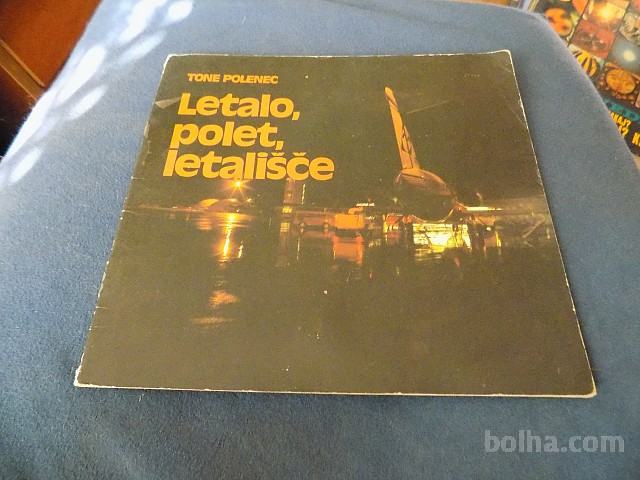 TONE POLENEC
Letalo,
polet,
letališče
bolha.com